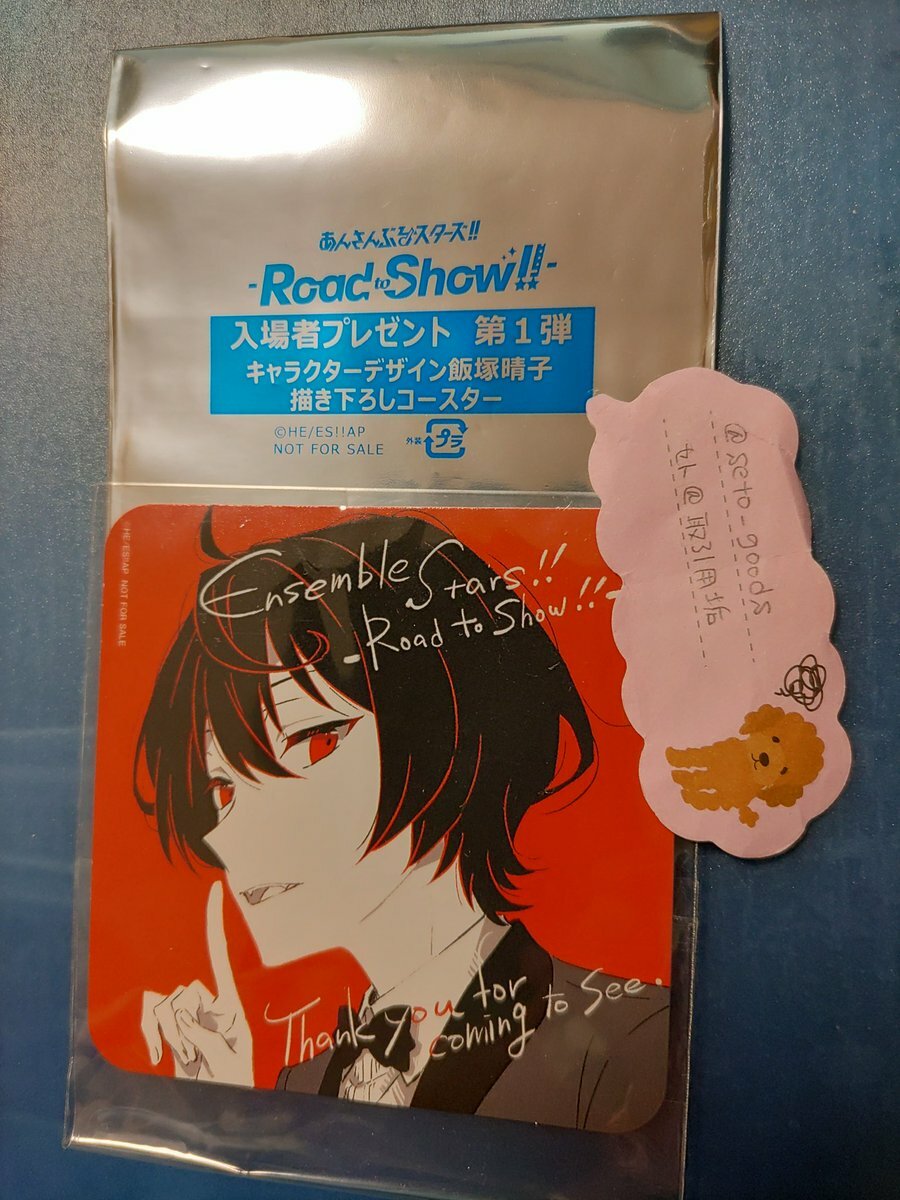 あんさんぶるスターズ!!
-Road to Show!!-
入場者プレゼント 第1弾
キャラクターデザイン飯塚晴子
描き下ろしコースター
©HE/ES!!AP
NOT FOR SALE
外装 プラ
©HE/ES!!AP NOT FOR SALE
Ensemble Stars!!
-Road to Show!!-
Thank you for
coming to see.
@seto_goods
セト@取引用垢